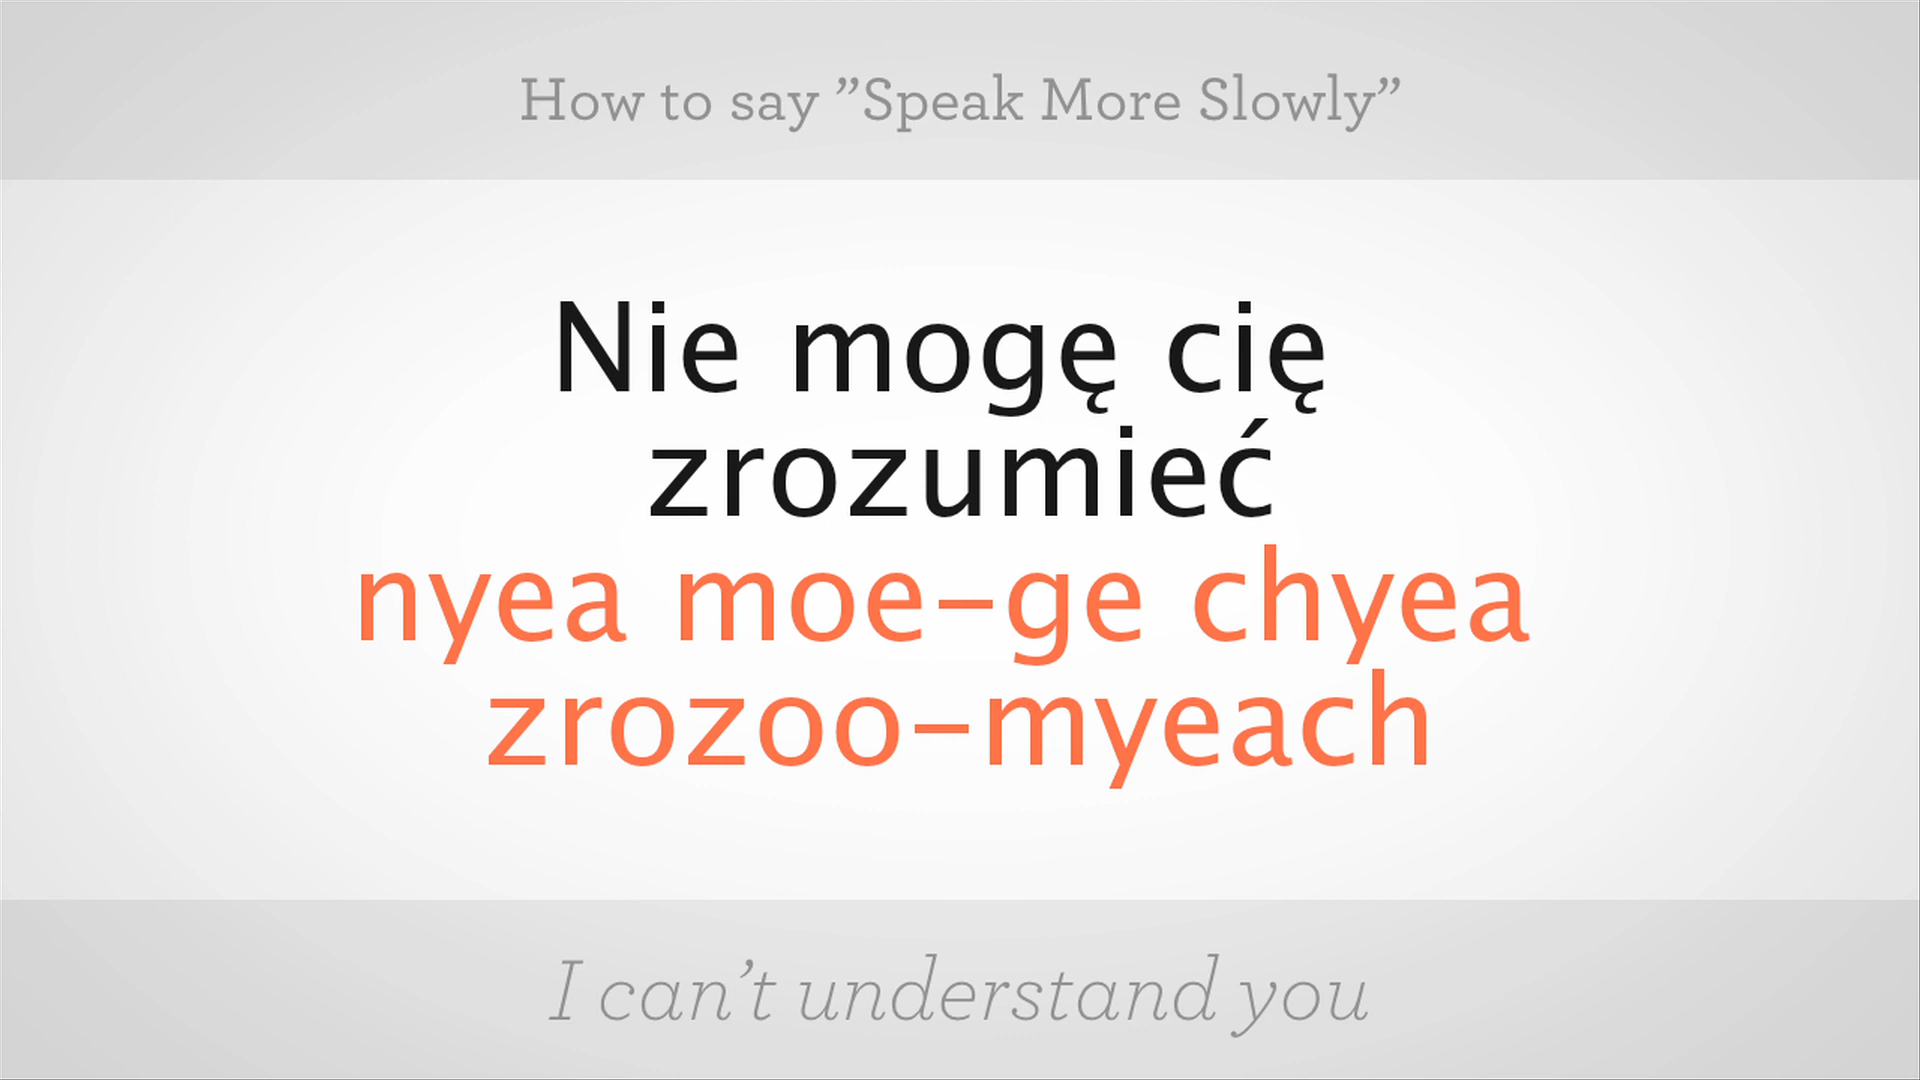 How to say ”Speak More Slowly”
Nie mogę cię
zrozumieć
nyea moe-ge chyea
zrozoo-myeach
I can’t understand you